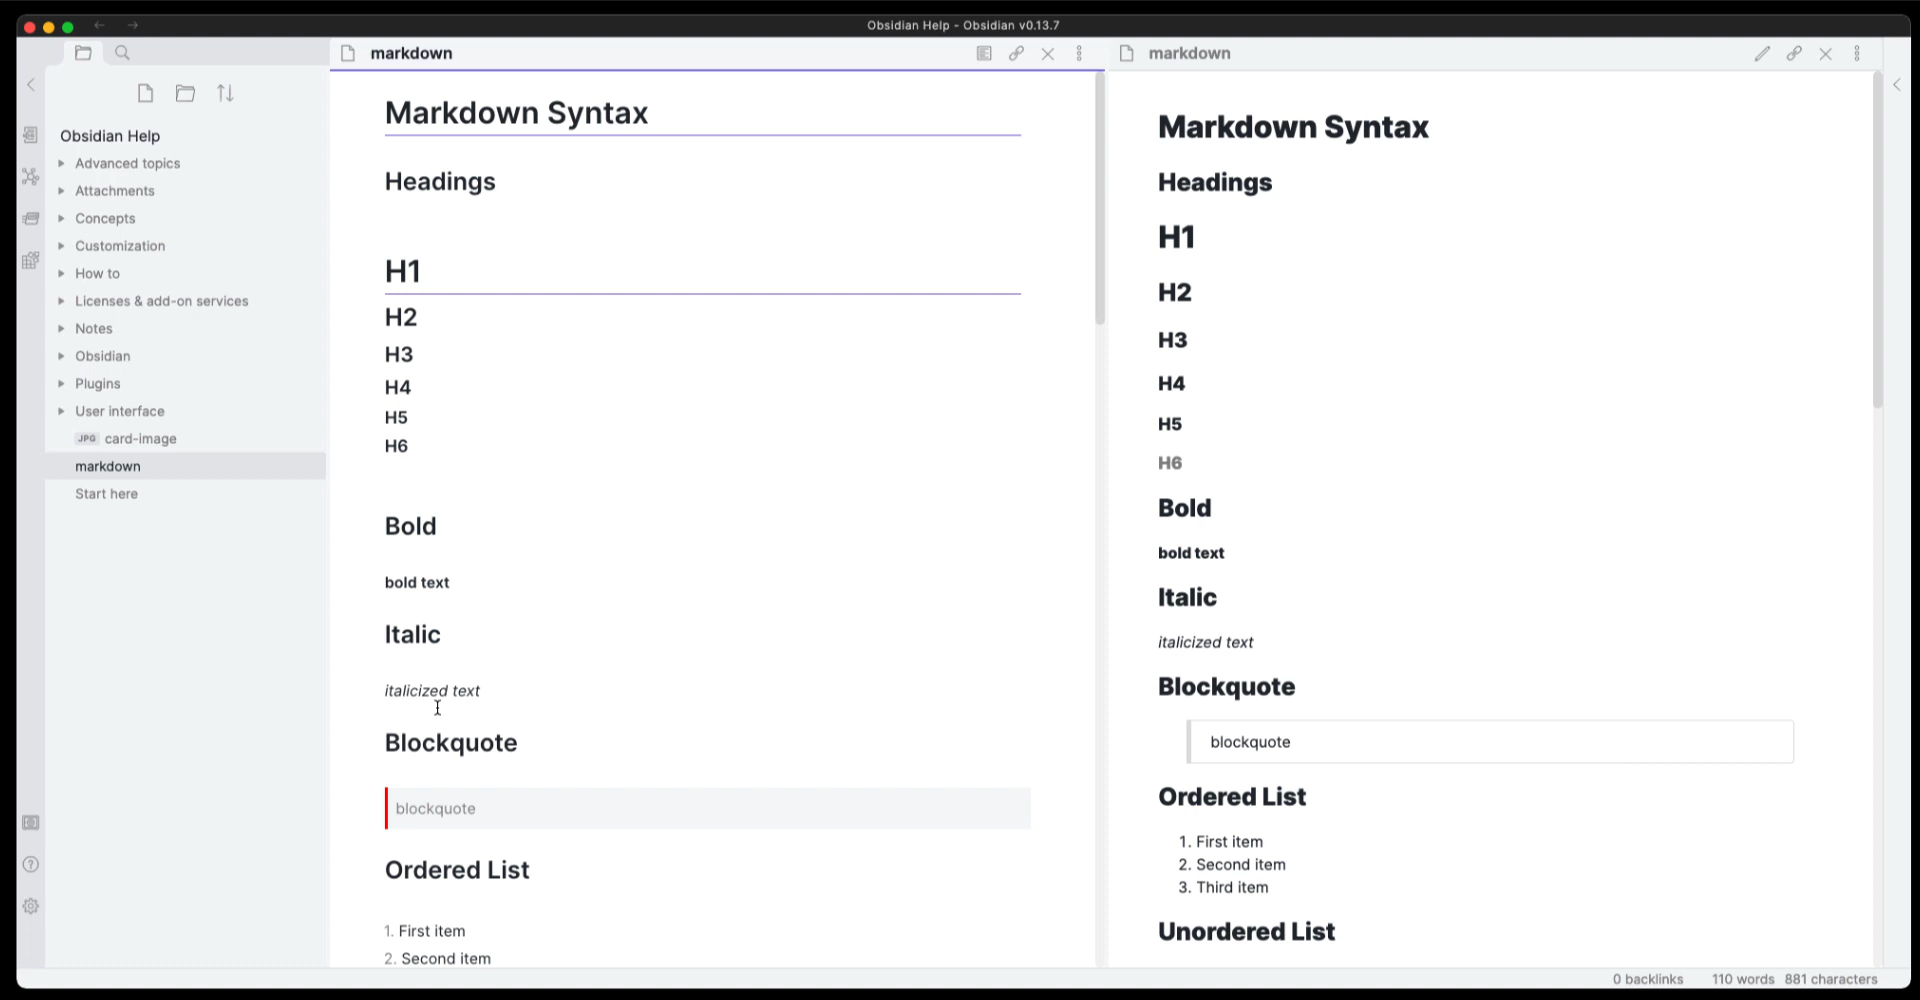 Obsidian Help - Obsidian v0.13.7
Obsidian Help
Advanced topics
Attachments
Concepts
Customization
How to
Licenses & add-on services
Notes
Obsidian
Plugins
User interface
JPG card-image
markdown
Start here
markdown
Markdown Syntax
Headings
H1
H2
H3
H4
H5
H6
Bold
bold text
Italic
italicized text
Blockquote
blockquote
Ordered List
1. First item
2. Second item
markdown
Markdown Syntax
Headings
H1
H2
H3
H4
H5
H6
Bold
bold text
Italic
italicized text
Blockquote
blockquote
Ordered List
1. First item
2. Second item
3. Third item
Unordered List
0 backlinks 110 words 881 characters